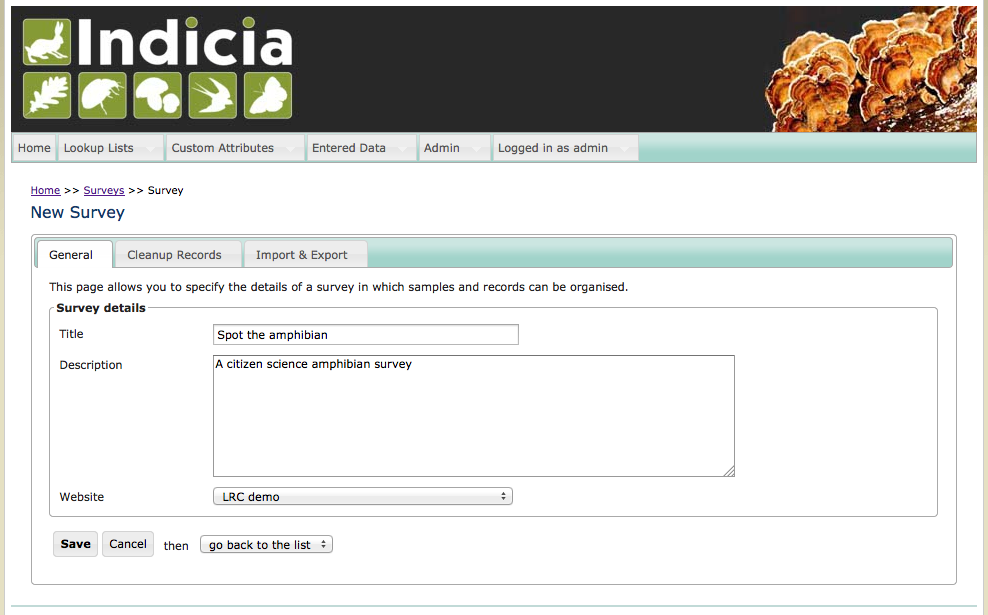 Indicia
Home Lookup Lists Custom Attributes Entered Data Admin Logged in as admin
Home >> Surveys >> Survey
New Survey
General Cleanup Records Import & Export
This page allows you to specify the details of a survey in which samples and records can be organised.
Survey details
Title Spot the amphibian
Description A citizen science amphibian survey
Website LRC demo
Save Cancel then go back to the list